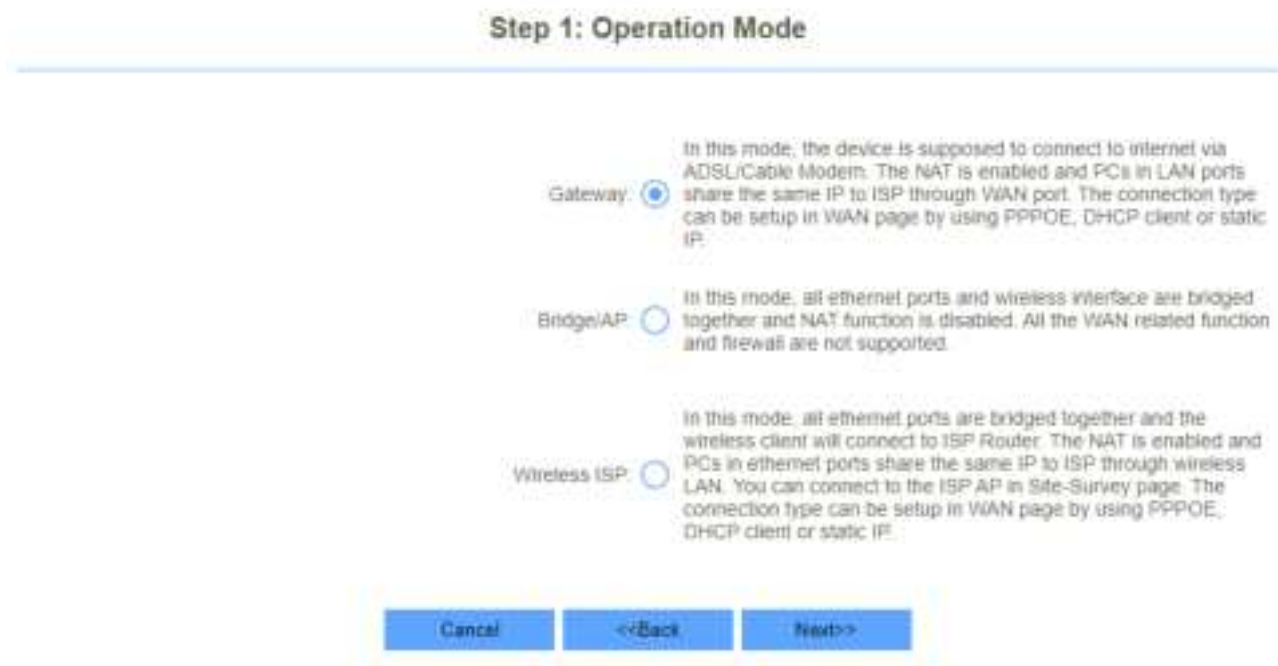 Step 1: Operation Mode
In this mode, the device is supposed to connect to internet via
ADSL/Cable Modem. The NAT is enabled and PCs in LAN ports
Gateway: share the same IP to ISP through WAN port. The connection type
can be setup in WAN page by using PPPOE, DHCP client or static
IP.
In this mode, all ethernet ports and wireless interface are bridged
Bridge/AP: together and NAT function is disabled. All the WAN related function
and firewall are not supported.
In this mode, all ethernet ports are bridged together and the
wireless client will connect to ISP Router. The NAT is enabled and
Wireless ISP: PCs in ethernet ports share the same IP to ISP through wireless
LAN. You can connect to the ISP AP in Site-Survey page. The
connection type can be setup in WAN page by using PPPOE,
DHCP client or static IP.
Cancel <<Back Next>>